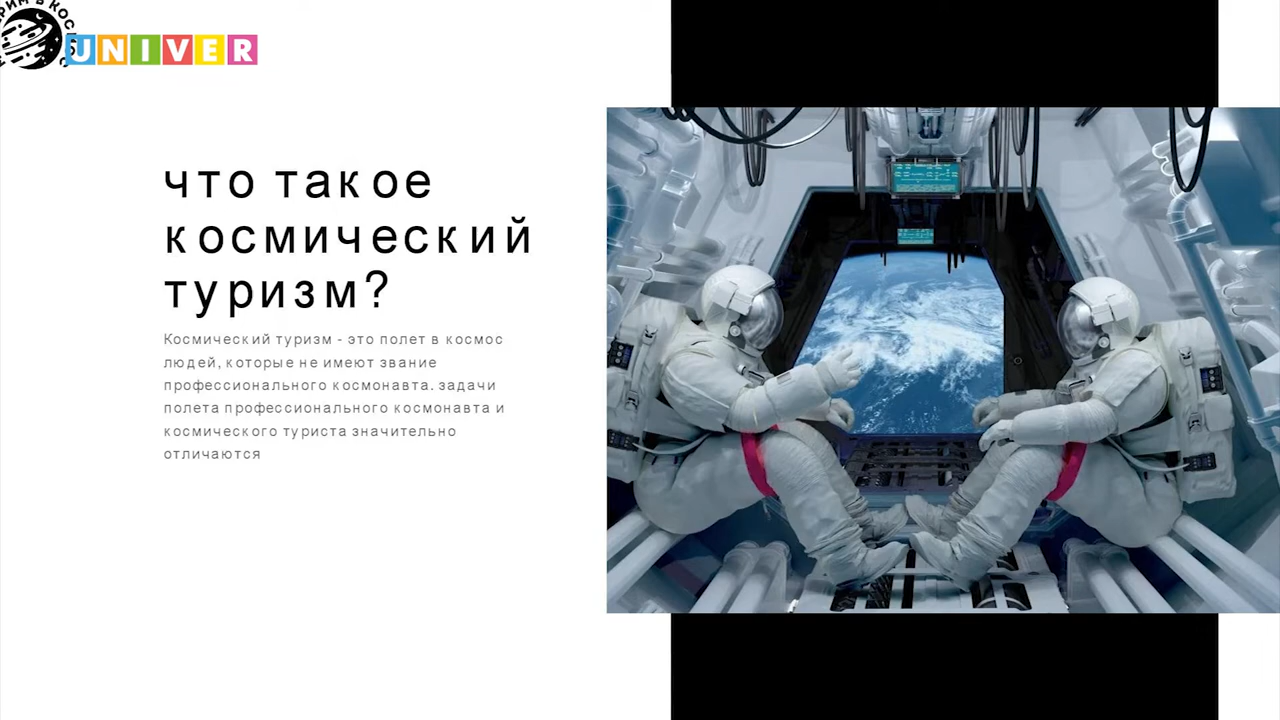 UNIVER
что такое
космический
туризм?
Космический туризм - это полет в космос
людей, которые не имеют звание
профессионального космонавта. задачи
полета профессионального космонавта и
космического туриста значительно
отличаются